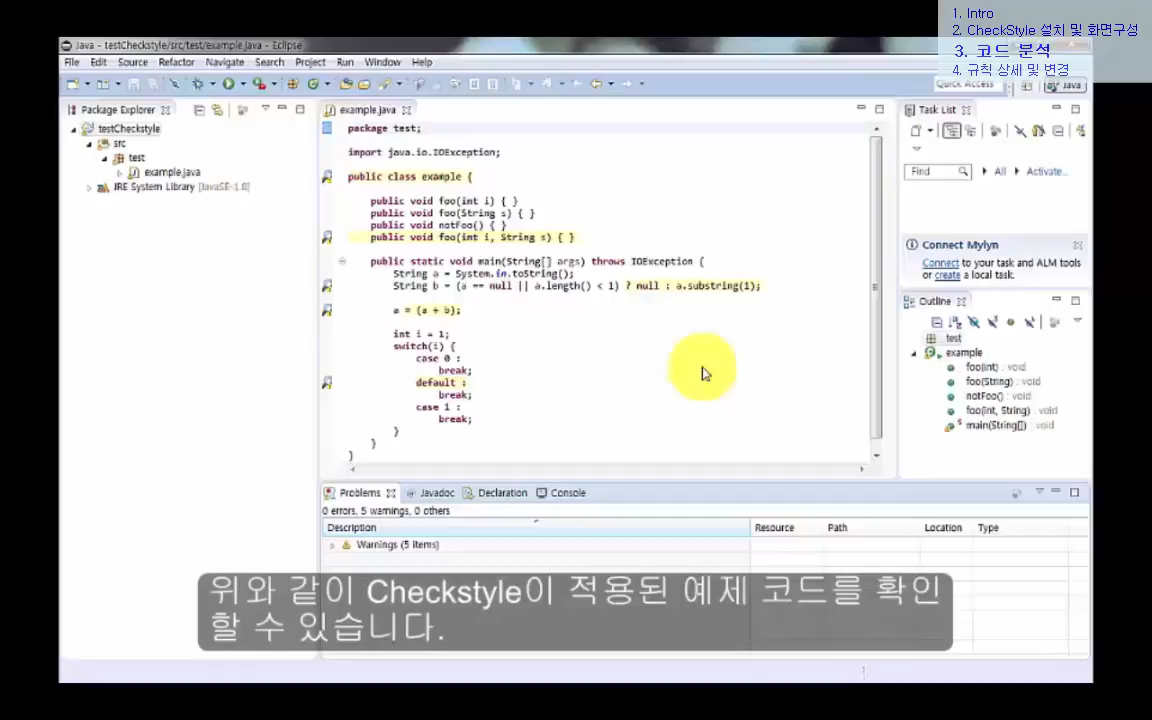 1. Intro
2. CheckStyle 설치 및 화면구성
3. 코드 분석
4. 규칙 상세 및 변경
Java - testCheckstyle/src/test/example.java - Eclipse
File Edit Source Refactor Navigate Search Project Run Window Help
Quick Access Java
Package Explorer
testCheckstyle
src
test
example.java
JRE System Library [JavaSE-1.8]
example.java
package test;
import java.io.IOException;
public class example {
public void foo(int i) { }
public void foo(String s) { }
public void notFoo() { }
public void foo(int i, String s) { }
public static void main(String[] args) throws IOException {
String a = System.in.toString();
String b = (a == null || a.length() < 1) ? null : a.substring(1);
a = (a + b);
int i = 1;
switch(i) {
case 0 :
break;
default :
break;
case 1 :
break;
}
}
}
Task List
Find All Activate...
Connect Mylyn
Connect to your task and ALM tools
or create a local task.
Outline
test
example
foo(int) : void
foo(String) : void
notFoo() : void
foo(int, String) : void
main(String[]) : void
Problems Javadoc Declaration Console
0 errors, 5 warnings, 0 others
Description Resource Path Location Type
Warnings (5 items)
위와 같이 Checkstyle이 적용된 예제 코드를 확인
할 수 있습니다.